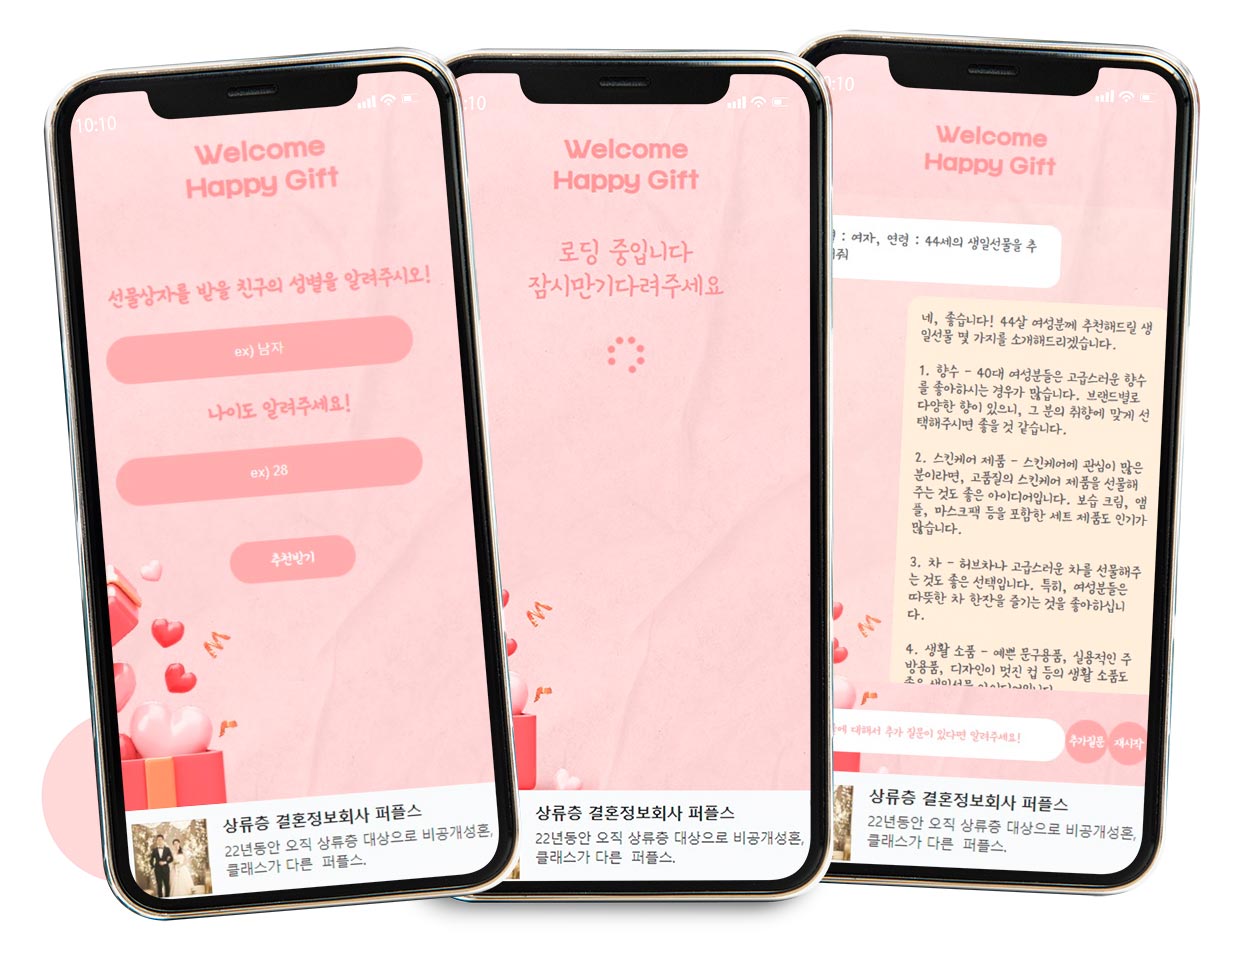 10:10
Welcome
Happy Gift
선물상자를 받을 친구의 성별을 알려주시오!
ex) 남자
나이도 알려주세요!
ex) 28
추천받기
상류층 결혼정보회사 퍼플스
22년동안 오직 상류층 대상으로 비공개성혼,
클래스가 다른 퍼플스.
:10
Welcome
Happy Gift
로딩 중입니다
잠시만기다려주세요
상류층 결혼정보회사 퍼플스
22년동안 오직 상류층 대상으로 비공개성혼,
클래스가 다른 퍼플스.
:10
Welcome
Happy Gift
: 여자, 연령 : 44세의 생일선물을 추
줘
네, 좋습니다! 44살 여성분께 추천해드릴 생
일선물 몇 가지를 소개해드리겠습니다.
1. 향수 - 40대 여성분들은 고급스러운 향수
를 좋아하시는 경우가 많습니다. 브랜드별로
다양한 향이 있으니, 그 분의 취향에 맞게 선
택해주시면 좋을 것 같습니다.
2. 스킨케어 제품 - 스킨케어에 관심이 많은
분이라면, 고품질의 스킨케어 제품을 선물해
주는 것도 좋은 아이디어입니다. 보습 크림, 앰
플, 마스크팩 등을 포함한 세트 제품도 인기가
많습니다.
3. 차 - 허브차나 고급스러운 차를 선물해주
는 것도 좋은 선택입니다. 특히, 여성분들은
따뜻한 차 한잔을 즐기는 것을 좋아하십니
다.
4. 생활 소품 - 예쁜 문구용품, 실용적인 주
방용품, 디자인이 멋진 컵 등의 생활 소품도
좋은 생일선물 아이디어입니다
에 대해서 추가 질문이 있다면 알려주세요!
추가질문
재시작
상류층 결혼정보회사 퍼플스
22년동안 오직 상류층 대상으로 비공개성혼,
클래스가 다른 퍼플스.